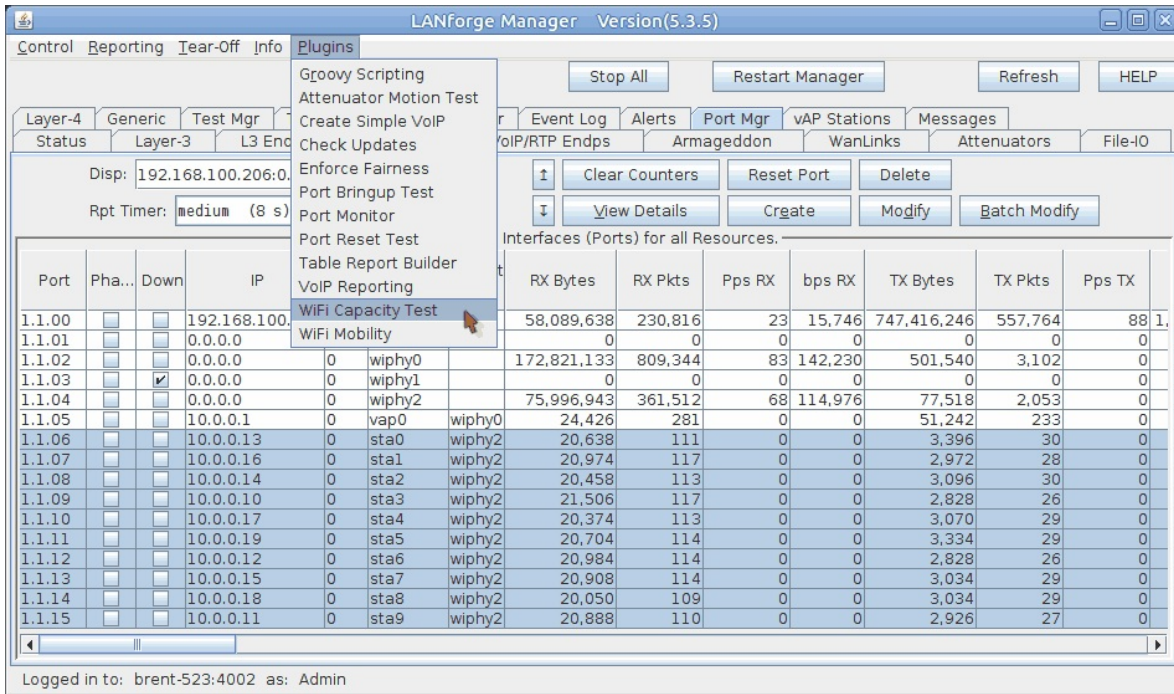 LANforge Manager Version(5.3.5)
Control Reporting Tear-Off Info Plugins
Groovy Scripting
Attenuator Motion Test
Create Simple VoIP
Check Updates
Enforce Fairness
Port Bringup Test
Port Monitor
Port Reset Test
Table Report Builder
VoIP Reporting
WiFi Capacity Test
WiFi Mobility
Stop All Restart Manager Refresh HELP
Layer-4 Generic Test Mgr Event Log Alerts Port Mgr vAP Stations Messages
Status Layer-3 L3 VoIP/RTP Endps Armageddon WanLinks Attenuators File-IO
Disp: 192.168.100.206:0. Clear Counters Reset Port Delete
Rpt Timer: medium (8 s) View Details Create Modify Batch Modify
Interfaces (Ports) for all Resources.
Port Pha... Down IP RX Bytes RX Pkts Pps RX bps RX TX Bytes TX Pkts Pps TX
1.1.00 192.168.100. 58,089,638 230,816 23 15,746 747,416,246 557,764 88
1.1.01 0.0.0.0 0 0 0 0 0 0 0
1.1.02 0.0.0.0 0 wiphy0 172,821,133 809,344 83 142,230 501,540 3,102 0
1.1.03 0.0.0.0 0 wiphy1 0 0 0 0 0 0 0
1.1.04 0.0.0.0 0 wiphy2 75,996,943 361,512 68 114,976 77,518 2,053 0
1.1.05 10.0.0.1 0 vap0 wiphy0 24,426 281 0 0 51,242 233 0
1.1.06 10.0.0.13 0 sta0 wiphy2 20,638 111 0 0 3,396 30 0
1.1.07 10.0.0.16 0 sta1 wiphy2 20,974 117 0 0 2,972 28 0
1.1.08 10.0.0.14 0 sta2 wiphy2 20,458 113 0 0 3,096 30 0
1.1.09 10.0.0.10 0 sta3 wiphy2 21,506 117 0 0 2,828 26 0
1.1.10 10.0.0.17 0 sta4 wiphy2 20,374 113 0 0 3,070 29 0
1.1.11 10.0.0.19 0 sta5 wiphy2 20,704 114 0 0 3,334 29 0
1.1.12 10.0.0.12 0 sta6 wiphy2 20,984 114 0 0 2,828 26 0
1.1.13 10.0.0.15 0 sta7 wiphy2 20,908 114 0 0 3,034 29 0
1.1.14 10.0.0.18 0 sta8 wiphy2 20,050 109 0 0 3,034 29 0
1.1.15 10.0.0.11 0 sta9 wiphy2 20,888 110 0 0 2,926 27 0
Logged in to: brent-523:4002 as: Admin